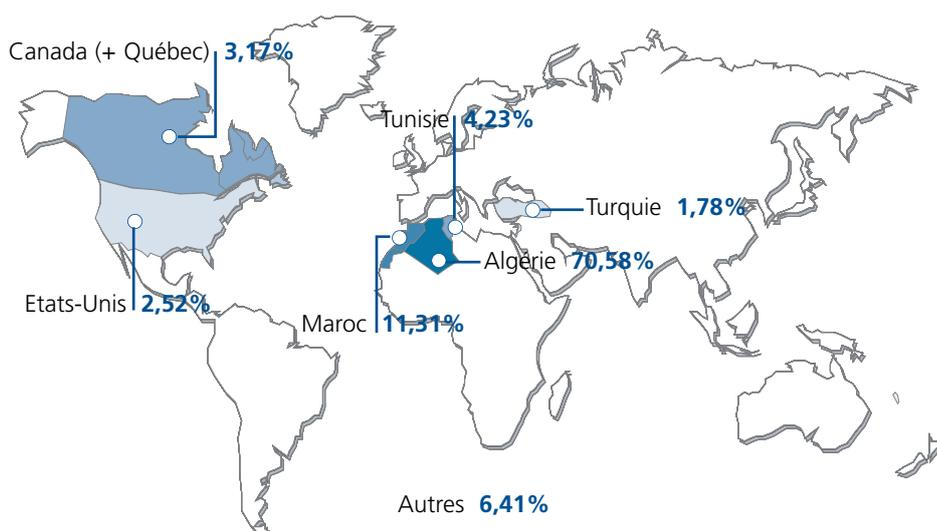 Canada (+ Québec) 3,17%
Tunisie 4,23%
Turquie 1,78%
Algérie 70,58%
Etats-Unis 2,52%
Maroc 11,31%
Autres 6,41%